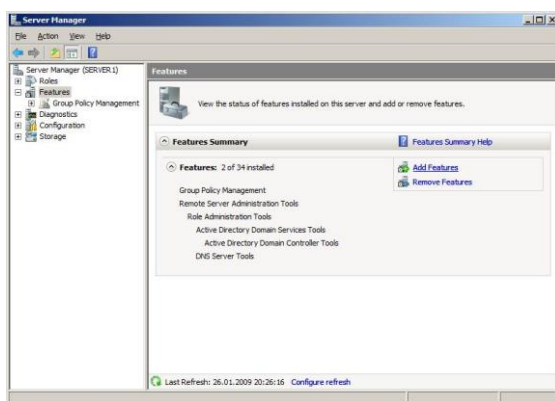 Server Manager
File Action View Help
Server Manager (SERVER1)
Roles
Features
Group Policy Management
Diagnostics
Configuration
Storage
Features
View the status of features installed on this server and add or remove features.
Features Summary
Features Summary Help
Features: 2 of 34 installed
Add Features
Remove Features
Group Policy Management
Remote Server Administration Tools
Role Administration Tools
Active Directory Domain Services Tools
Active Directory Domain Controller Tools
DNS Server Tools
Last Refresh: 26.01.2009 20:26:16 Configure refresh